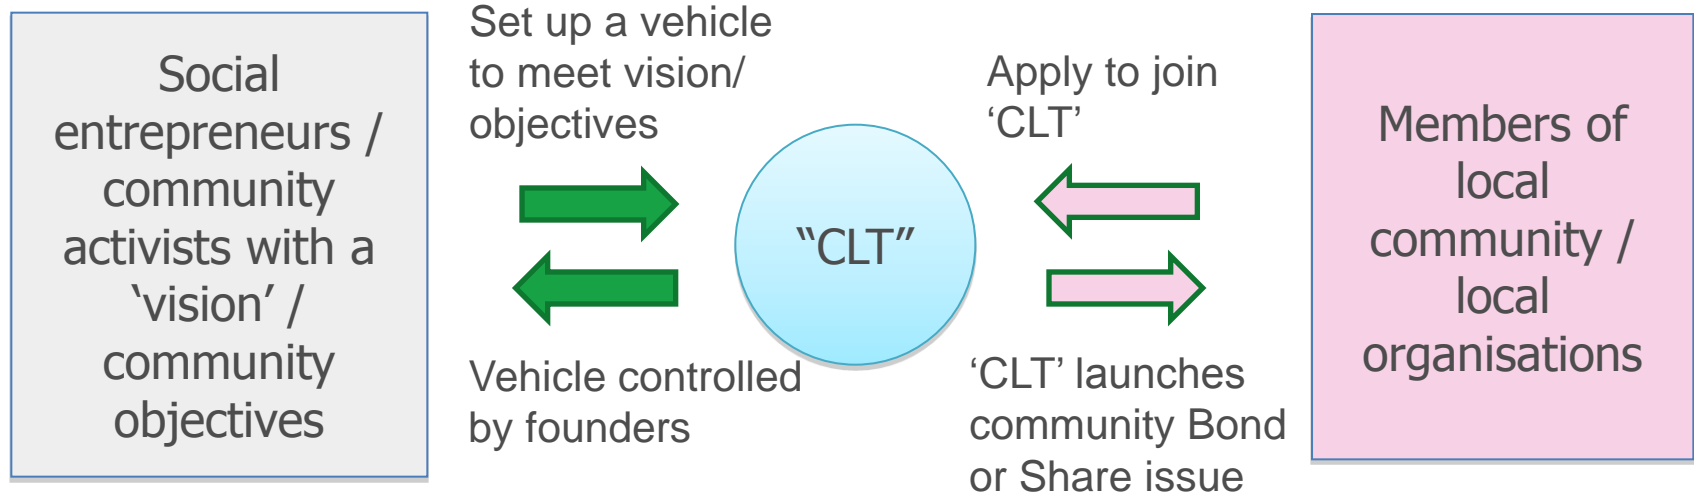 Social
entrepreneurs /
community
activists with a
‘vision’ /
community
objectives
Set up a vehicle
to meet vision/
objectives
Vehicle controlled
by founders
“CLT”
Apply to join
‘CLT’
‘CLT’ launches
community Bond
or Share issue
Members of
local
community /
local
organisations